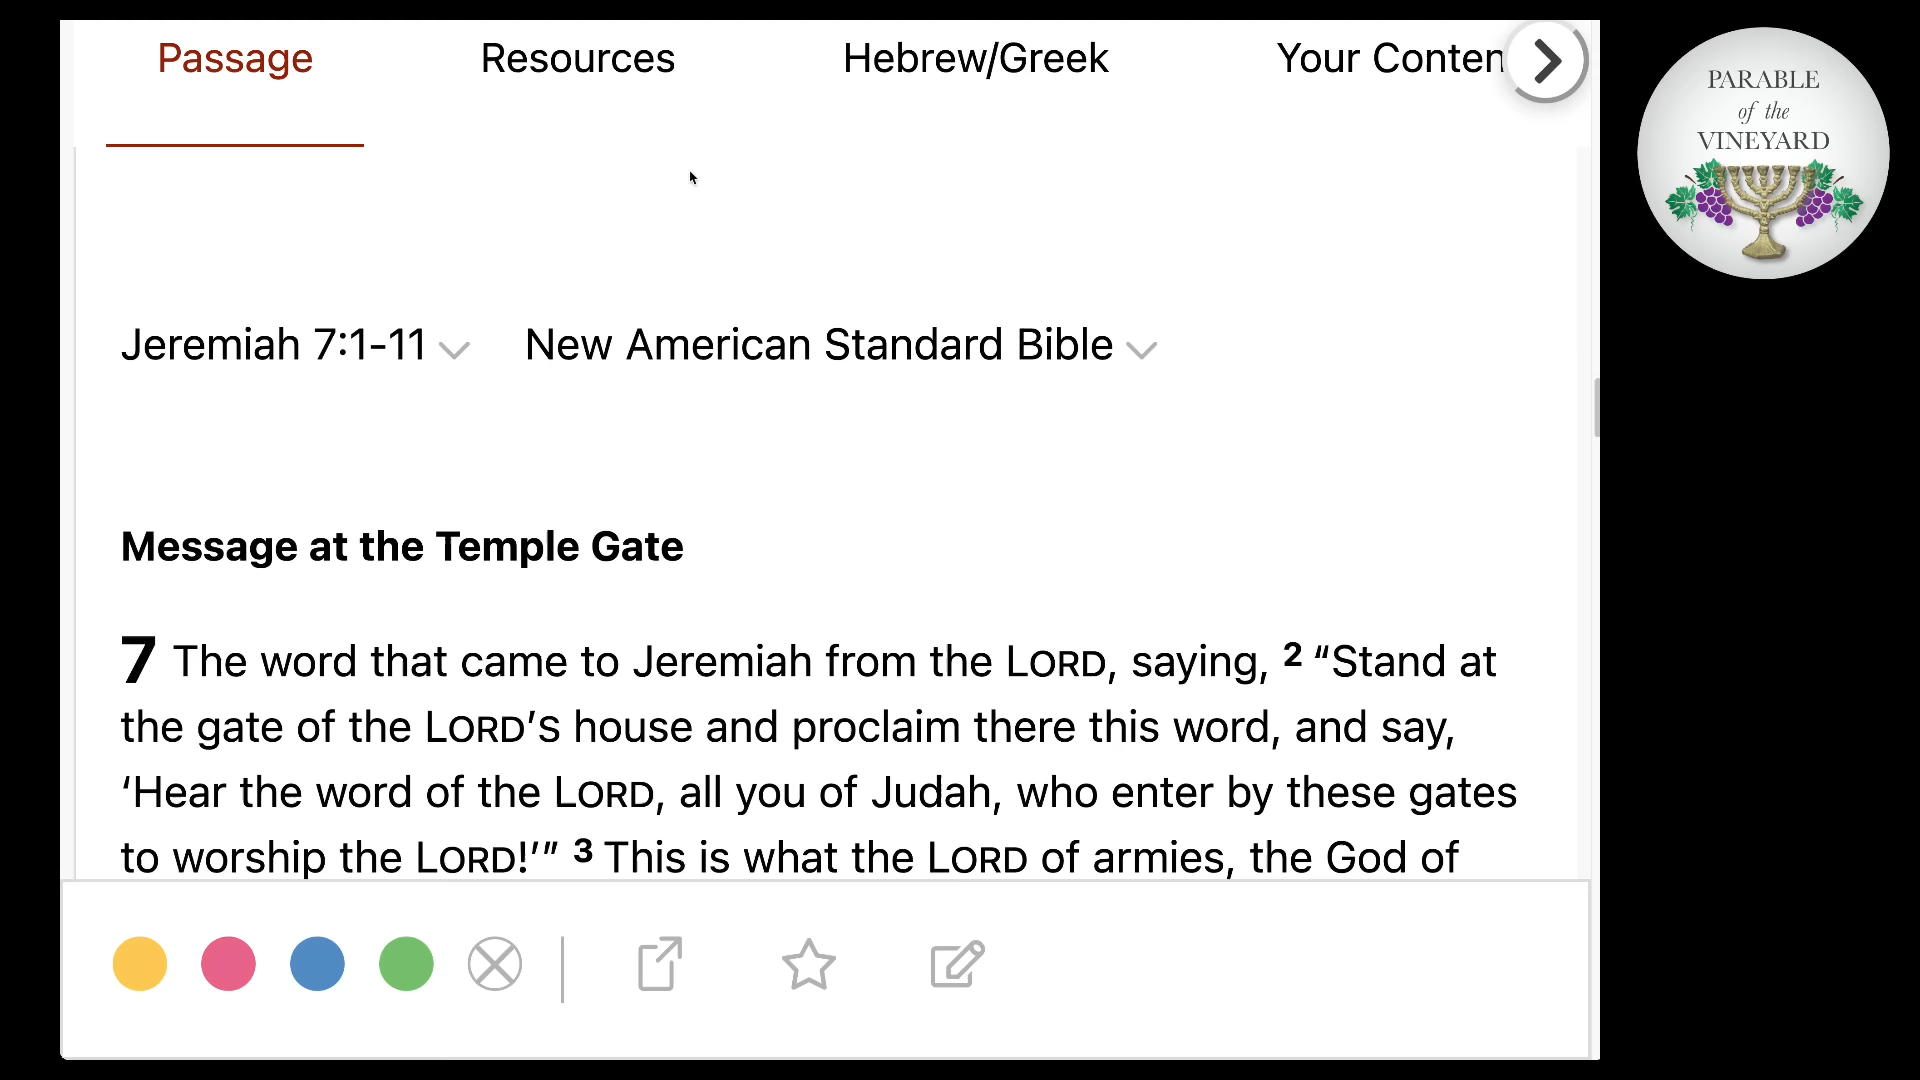 Passage Resources Hebrew/Greek Your Conten
PARABLE
of the
VINEYARD
Jeremiah 7:1-11 New American Standard Bible
Message at the Temple Gate
7 The word that came to Jeremiah from the LORD, saying, 2 “Stand at
the gate of the LORD’S house and proclaim there this word, and say,
‘Hear the word of the LORD, all you of Judah, who enter by these gates
to worship the LORD!’” 3 This is what the LORD of armies, the God of